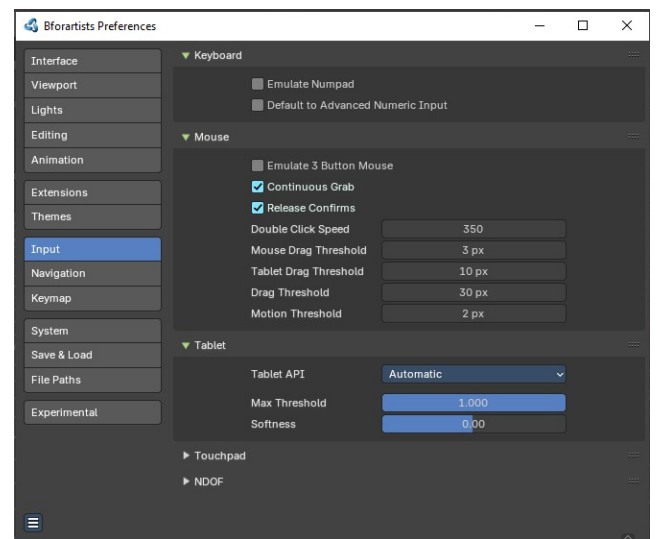 Bforartists Preferences
Interface
Viewport
Lights
Editing
Animation
Extensions
Themes
Input
Navigation
Keymap
System
Save & Load
File Paths
Experimental
Keyboard
Emulate Numpad
Default to Advanced Numeric Input
Mouse
Emulate 3 Button Mouse
Continuous Grab
Release Confirms
Double Click Speed 350
Mouse Drag Threshold 3 px
Tablet Drag Threshold 10 px
Drag Threshold 30 px
Motion Threshold 2 px
Tablet
Tablet API Automatic
Max Threshold 1.000
Softness 0.00
Touchpad
NDOF